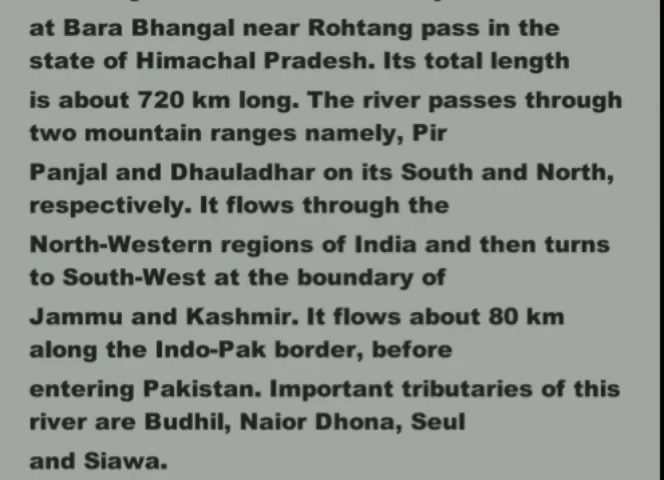 at Bara Bhangal near Rohtang pass in the
state of Himachal Pradesh. Its total length
is about 720 km long. The river passes through
two mountain ranges namely, Pir
Panjal and Dhauladhar on its South and North,
respectively. It flows through the
North-Western regions of India and then turns
to South-West at the boundary of
Jammu and Kashmir. It flows about 80 km
along the Indo-Pak border, before
entering Pakistan. Important tributaries of this
river are Budhil, Naior Dhona, Seul
and Siawa.